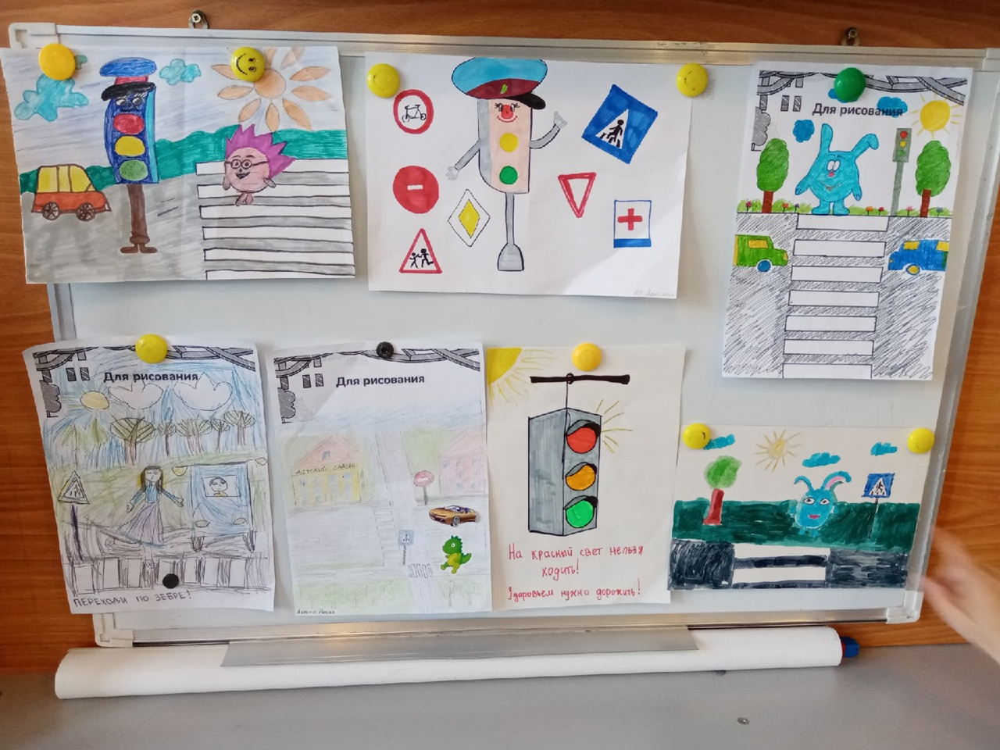 Для рисования
Для рисования
ПЕРЕХОДИ ПО ЗЕБРЕ!
Для рисования
ДЕТСКИЙ САДИК
На красный свет нельзя
ходить!
Здоровьем нужно дорожить!